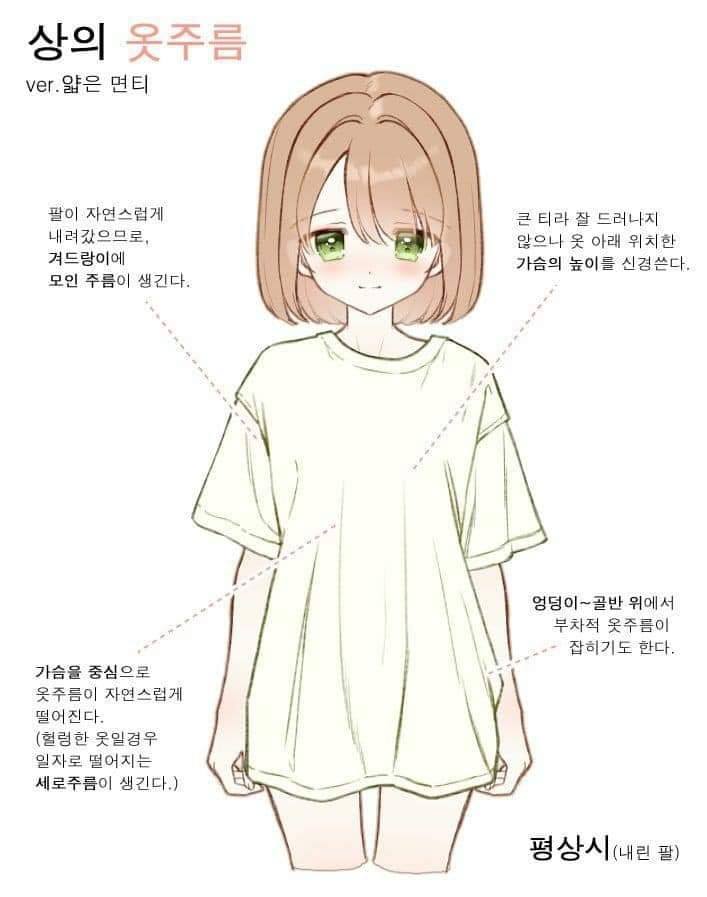 상의 옷주름
ver.얇은 면티
팔이 자연스럽게
내려갔으므로,
겨드랑이에
모인 주름이 생긴다.
큰 티라 잘 드러나지
않으나 옷 아래 위치한
가슴의 높이를 신경쓴다.
엉덩이~골반 위에서
부차적 옷주름이
잡히기도 한다.
가슴을 중심으로
옷주름이 자연스럽게
떨어진다.
(헐렁한 옷일경우
일자로 떨어지는
세로주름이 생긴다.)
평상시(내린 팔)